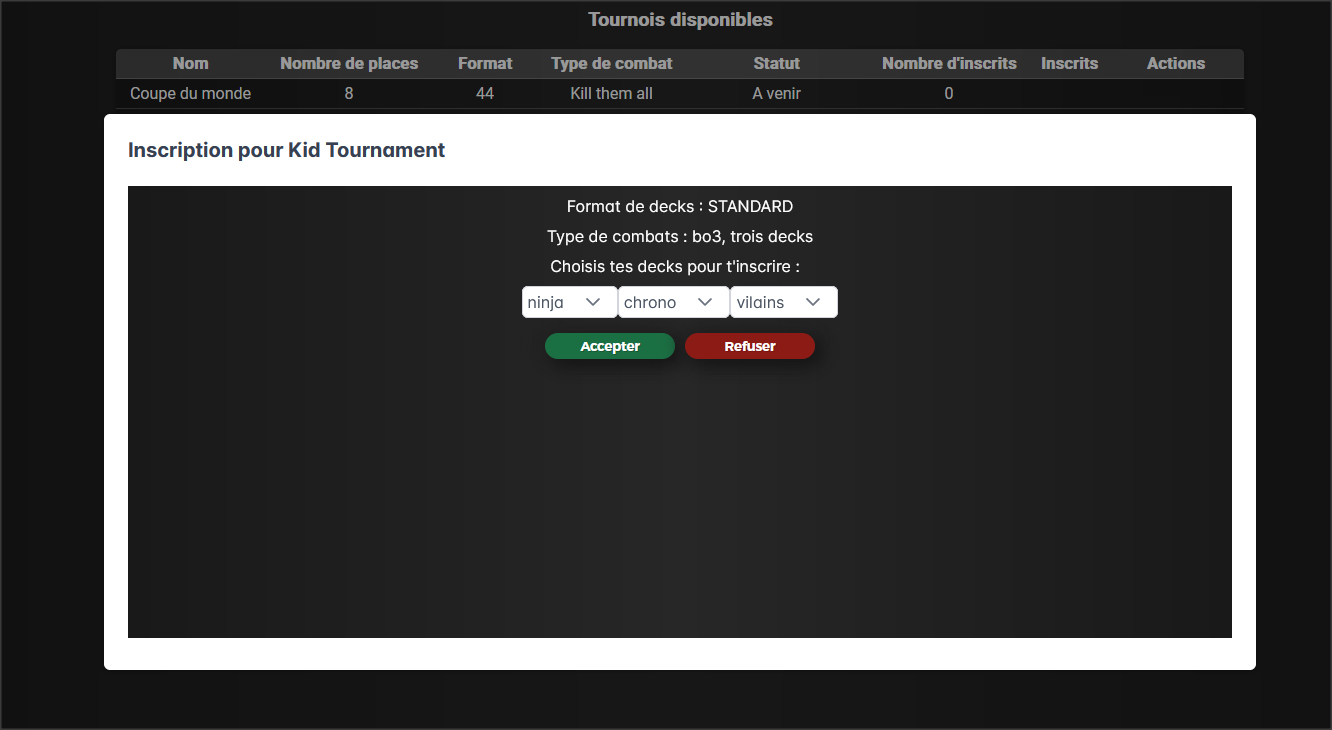 Tournois disponibles
Nom Nombre de places Format Type de combat Statut Nombre d'inscrits Inscrits Actions
Coupe du monde 8 44 Kill them all A venir 0
Inscription pour Kid Tournament
Format de decks : STANDARD
Type de combats : bo3, trois decks
Choisis tes decks pour t'inscrire :
ninja chrono vilains
Accepter Refuser